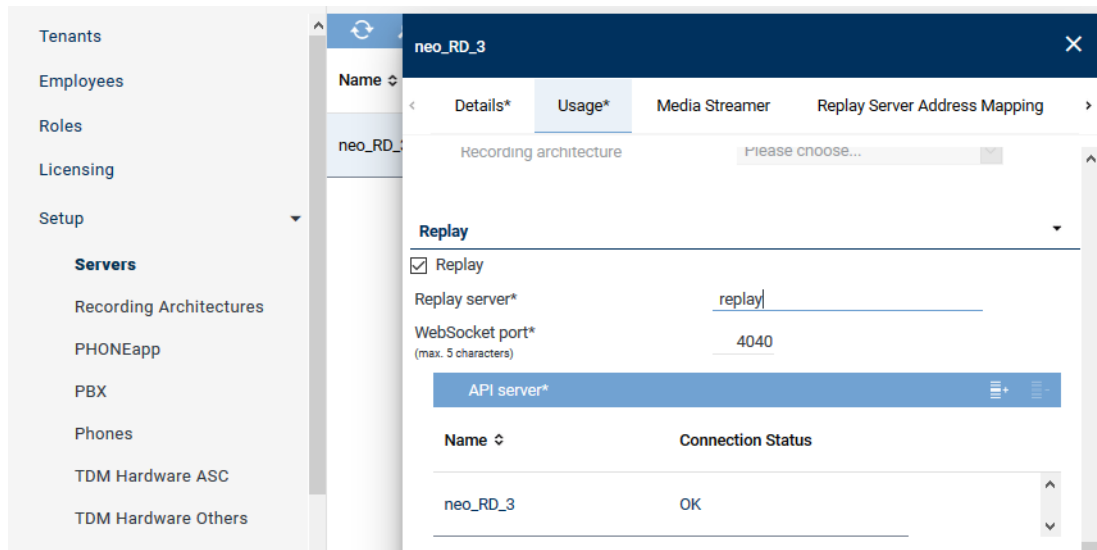 Tenants
Employees
Roles
Licensing
Setup
Servers
Recording Architectures
PHONEapp
PBX
Phones
TDM Hardware ASC
TDM Hardware Others
Name
neo_RD_3
neo_RD_3
Details*
Usage*
Media Streamer
Replay Server Address Mapping
Recording architecture
Please choose...
Replay
Replay
Replay server*
replay
WebSocket port*
4040
(max. 5 characters)
API server*
Name
Connection Status
neo_RD_3
OK